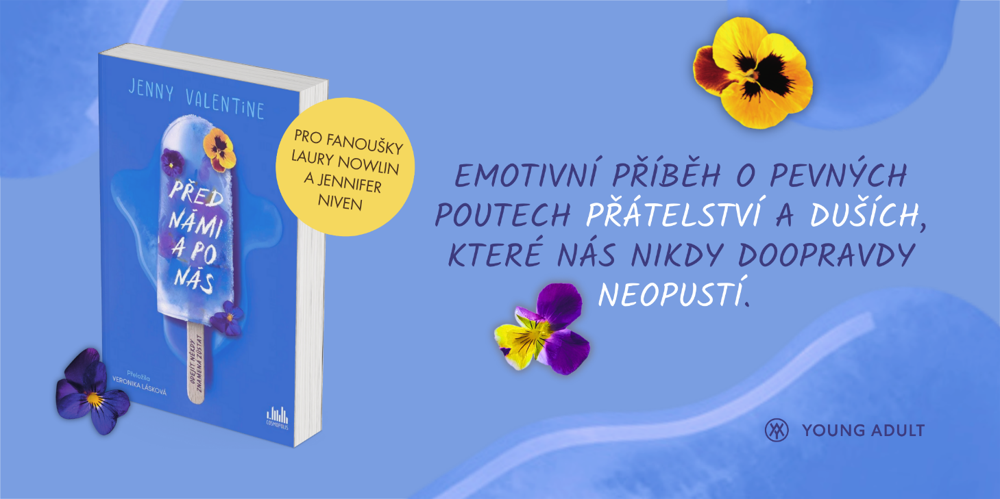 JENNY VALENTiNE
PŘED
NÁMI
A PO
NÁS
ODEJÍT NĚKDY
ZNAMENÁ ZŮSTAT
Přeložila
VERONIKA LÁSKOVÁ
COSMOPOLIS
PRO FANOUŠKY
LAURY NOWLIN
A JENNIFER
NIVEN
EMOTIVNÍ PŘÍBĚH O PEVNÝCH
POUTECH PŘÁTELSTVÍ A DUŠÍCH,
KTERÉ NÁS NIKDY DOOPRAVDY
NEOPUSTÍ.
YOUNG ADULT